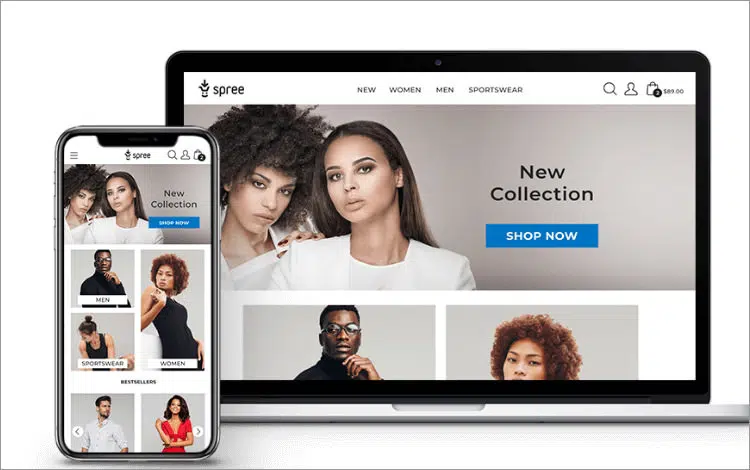 spree
NEW WOMEN MEN SPORTSWEAR
2 $89.00
New
Collection
SHOP NOW
spree
2
New
Collection
SHOP NOW
MEN
SPORTSWEAR
WOMEN
BESTSELLERS